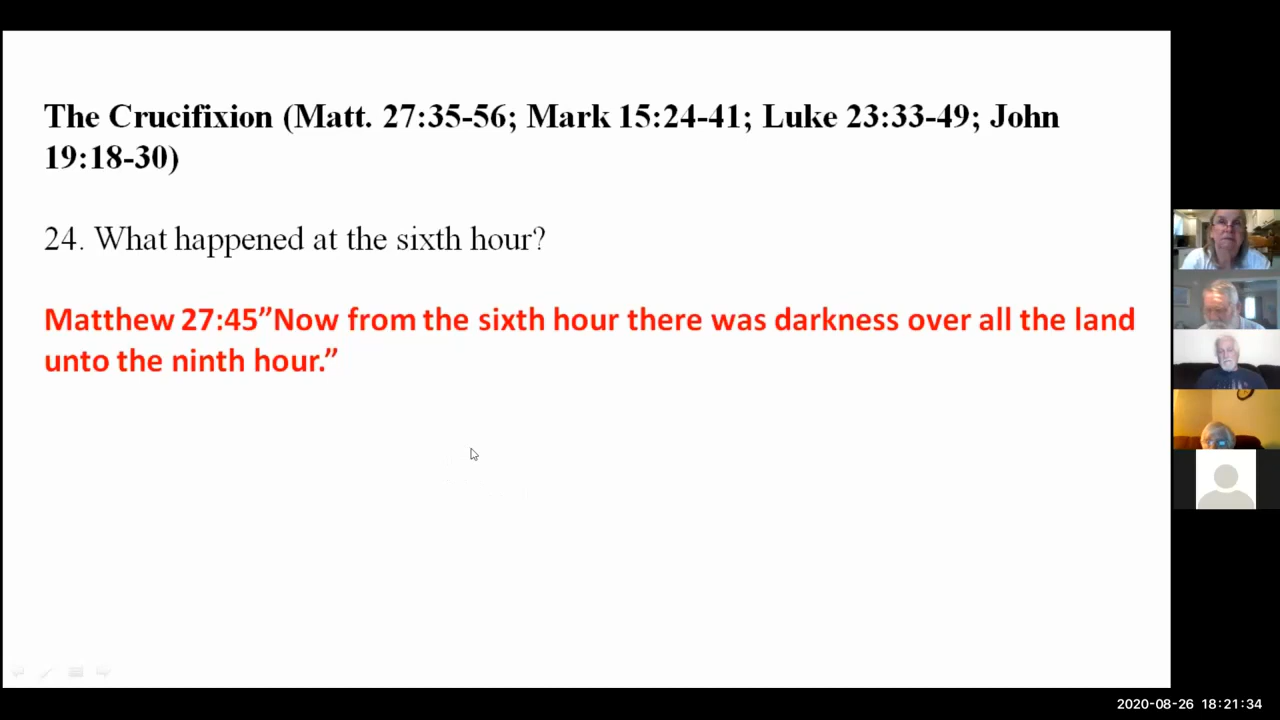 The Crucifixion (Matt. 27:35-56; Mark 15:24-41; Luke 23:33-49; John
19:18-30)
24. What happened at the sixth hour?
Matthew 27:45”Now from the sixth hour there was darkness over all the land
unto the ninth hour.”
2020-08-26 18:21:34